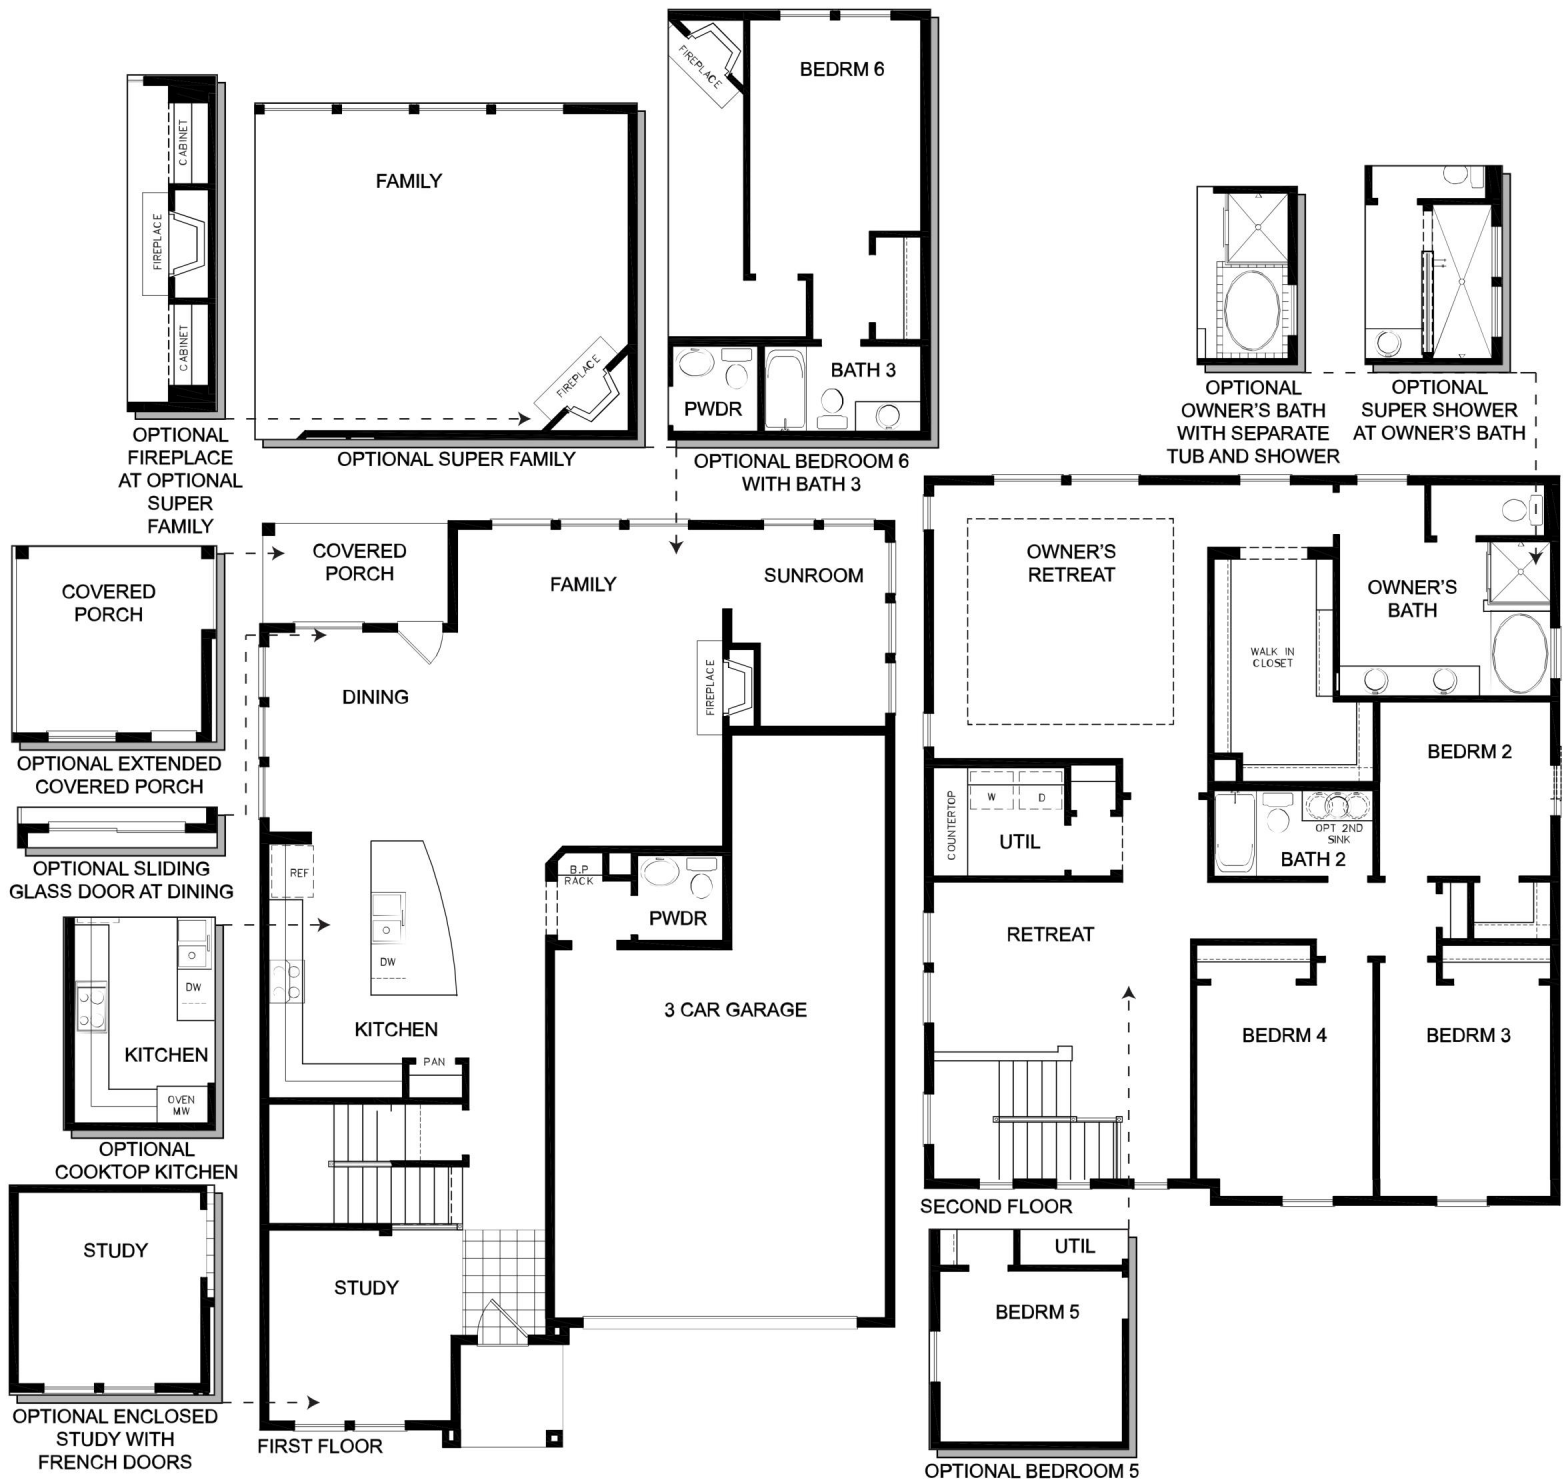 FIREPLACE
BEDRM 6
CABINET
FIREPLACE
CABINET
FAMILY
FIREPLACE
PWDR
BATH 3
OPTIONAL
FIREPLACE
AT OPTIONAL
SUPER
FAMILY
OPTIONAL SUPER FAMILY
OPTIONAL BEDROOM 6
WITH BATH 3
OPTIONAL
OWNER'S BATH
WITH SEPARATE
TUB AND SHOWER
OPTIONAL
SUPER SHOWER
AT OWNER'S BATH
COVERED
PORCH
OPTIONAL EXTENDED
COVERED PORCH
OPTIONAL SLIDING
GLASS DOOR AT DINING
DW
KITCHEN
OVEN
MW
OPTIONAL
COOKTOP KITCHEN
STUDY
OPTIONAL ENCLOSED
STUDY WITH
FRENCH DOORS
COVERED
PORCH
FAMILY
SUNROOM
DINING
FIREPLACE
REF
B.P
RACK
PWDR
DW
KITCHEN
PAN
3 CAR GARAGE
STUDY
FIRST FLOOR
OWNER'S
RETREAT
OWNER'S
BATH
WALK IN
CLOSET
BEDRM 2
COUNTERTOP
W
D
UTIL
OPT 2ND
SINK
BATH 2
RETREAT
BEDRM 4
BEDRM 3
SECOND FLOOR
UTIL
BEDRM 5
OPTIONAL BEDROOM 5